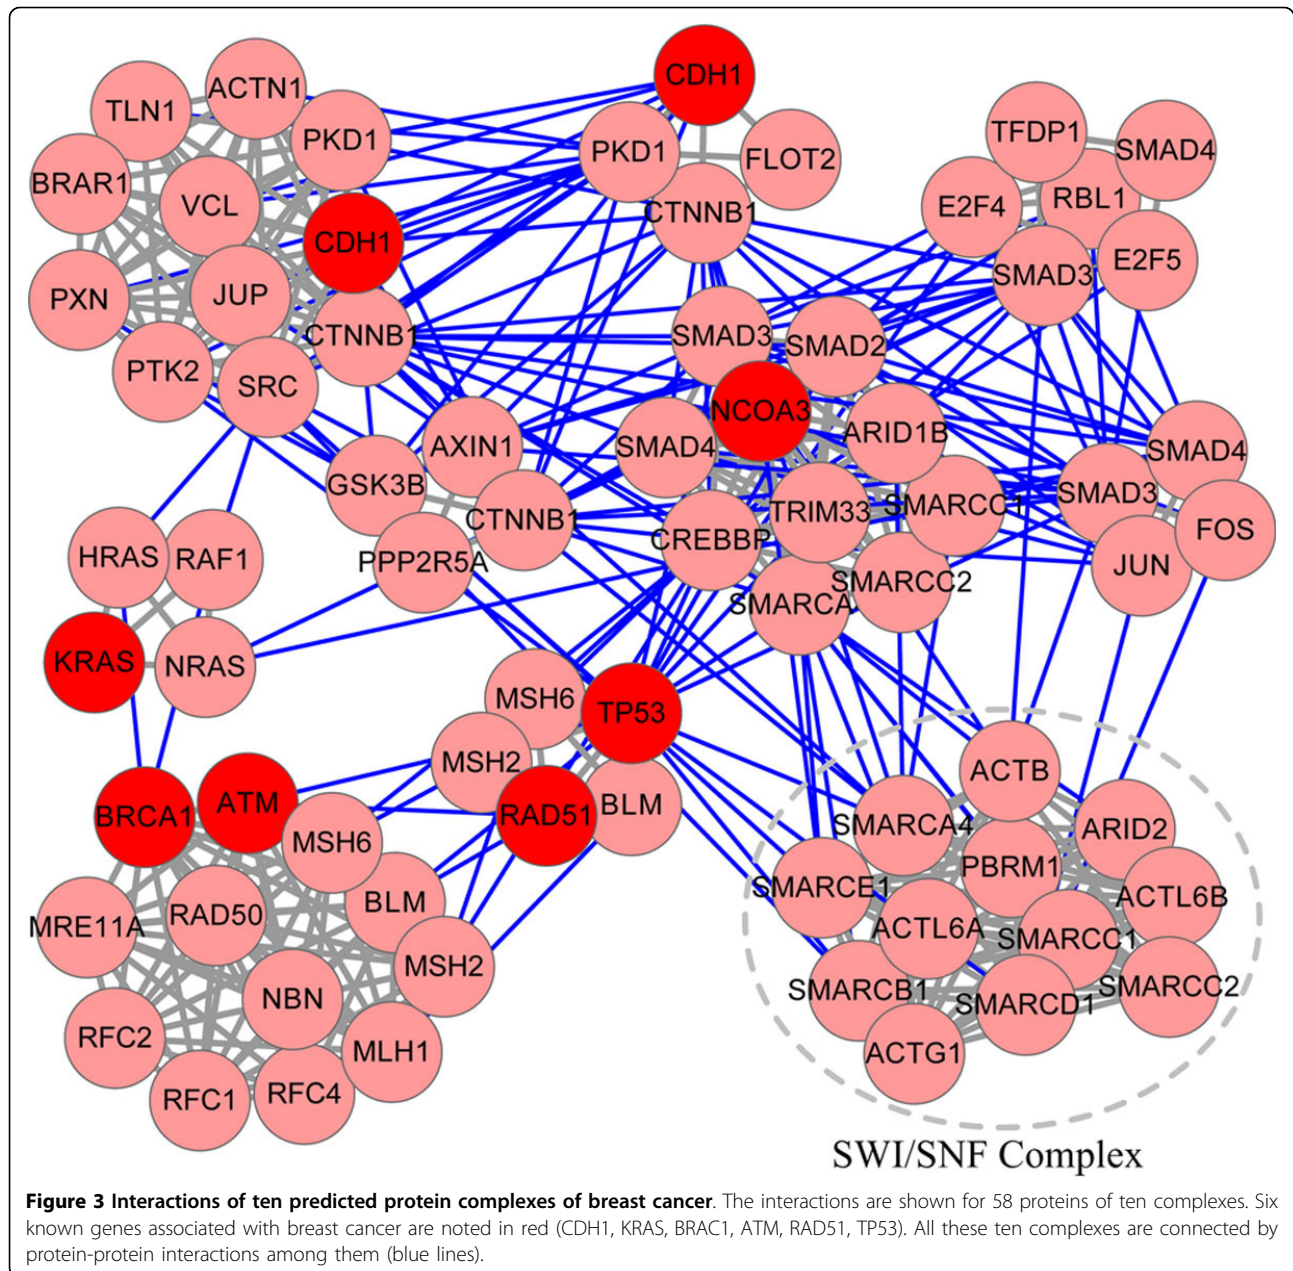 CDH1
ACTN1
TLN1
PKD1
PKD1
FLOT2
TFDP1
SMAD4
BRAR1
VCL
CTNNB1
E2F4
RBL1
CDH1
E2F5
SMAD3
PXN
JUP
CTNNB1
SMAD3
SMAD2
PTK2
SRC
NCOA3
AXIN1
SMAD4
ARID1B
SMAD4
GSK3B
SMAD3
CTNNB1
TRIM33
SMARCC1
FOS
CREBBP
HRAS
RAF1
PPP2R5A
JUN
SMARCC2
SMARCA
KRAS
NRAS
MSH6
TP53
MSH2
ACTB
BRCA1
ATM
RAD51
BLM
SMARCA4
ARID2
MSH6
PBRM1
SMARCE1
ACTL6B
BLM
MRE11A
RAD50
ACTL6A
SMARCC1
MSH2
SMARCB1
SMARCC2
NBN
SMARCD1
RFC2
MLH1
ACTG1
RFC1
RFC4
SWI/SNF Complex
Figure 3 Interactions of ten predicted protein complexes of breast cancer. The interactions are shown for 58 proteins of ten complexes. Six
known genes associated with breast cancer are noted in red (CDH1, KRAS, BRAC1, ATM, RAD51, TP53). All these ten complexes are connected by
protein-protein interactions among them (blue lines).